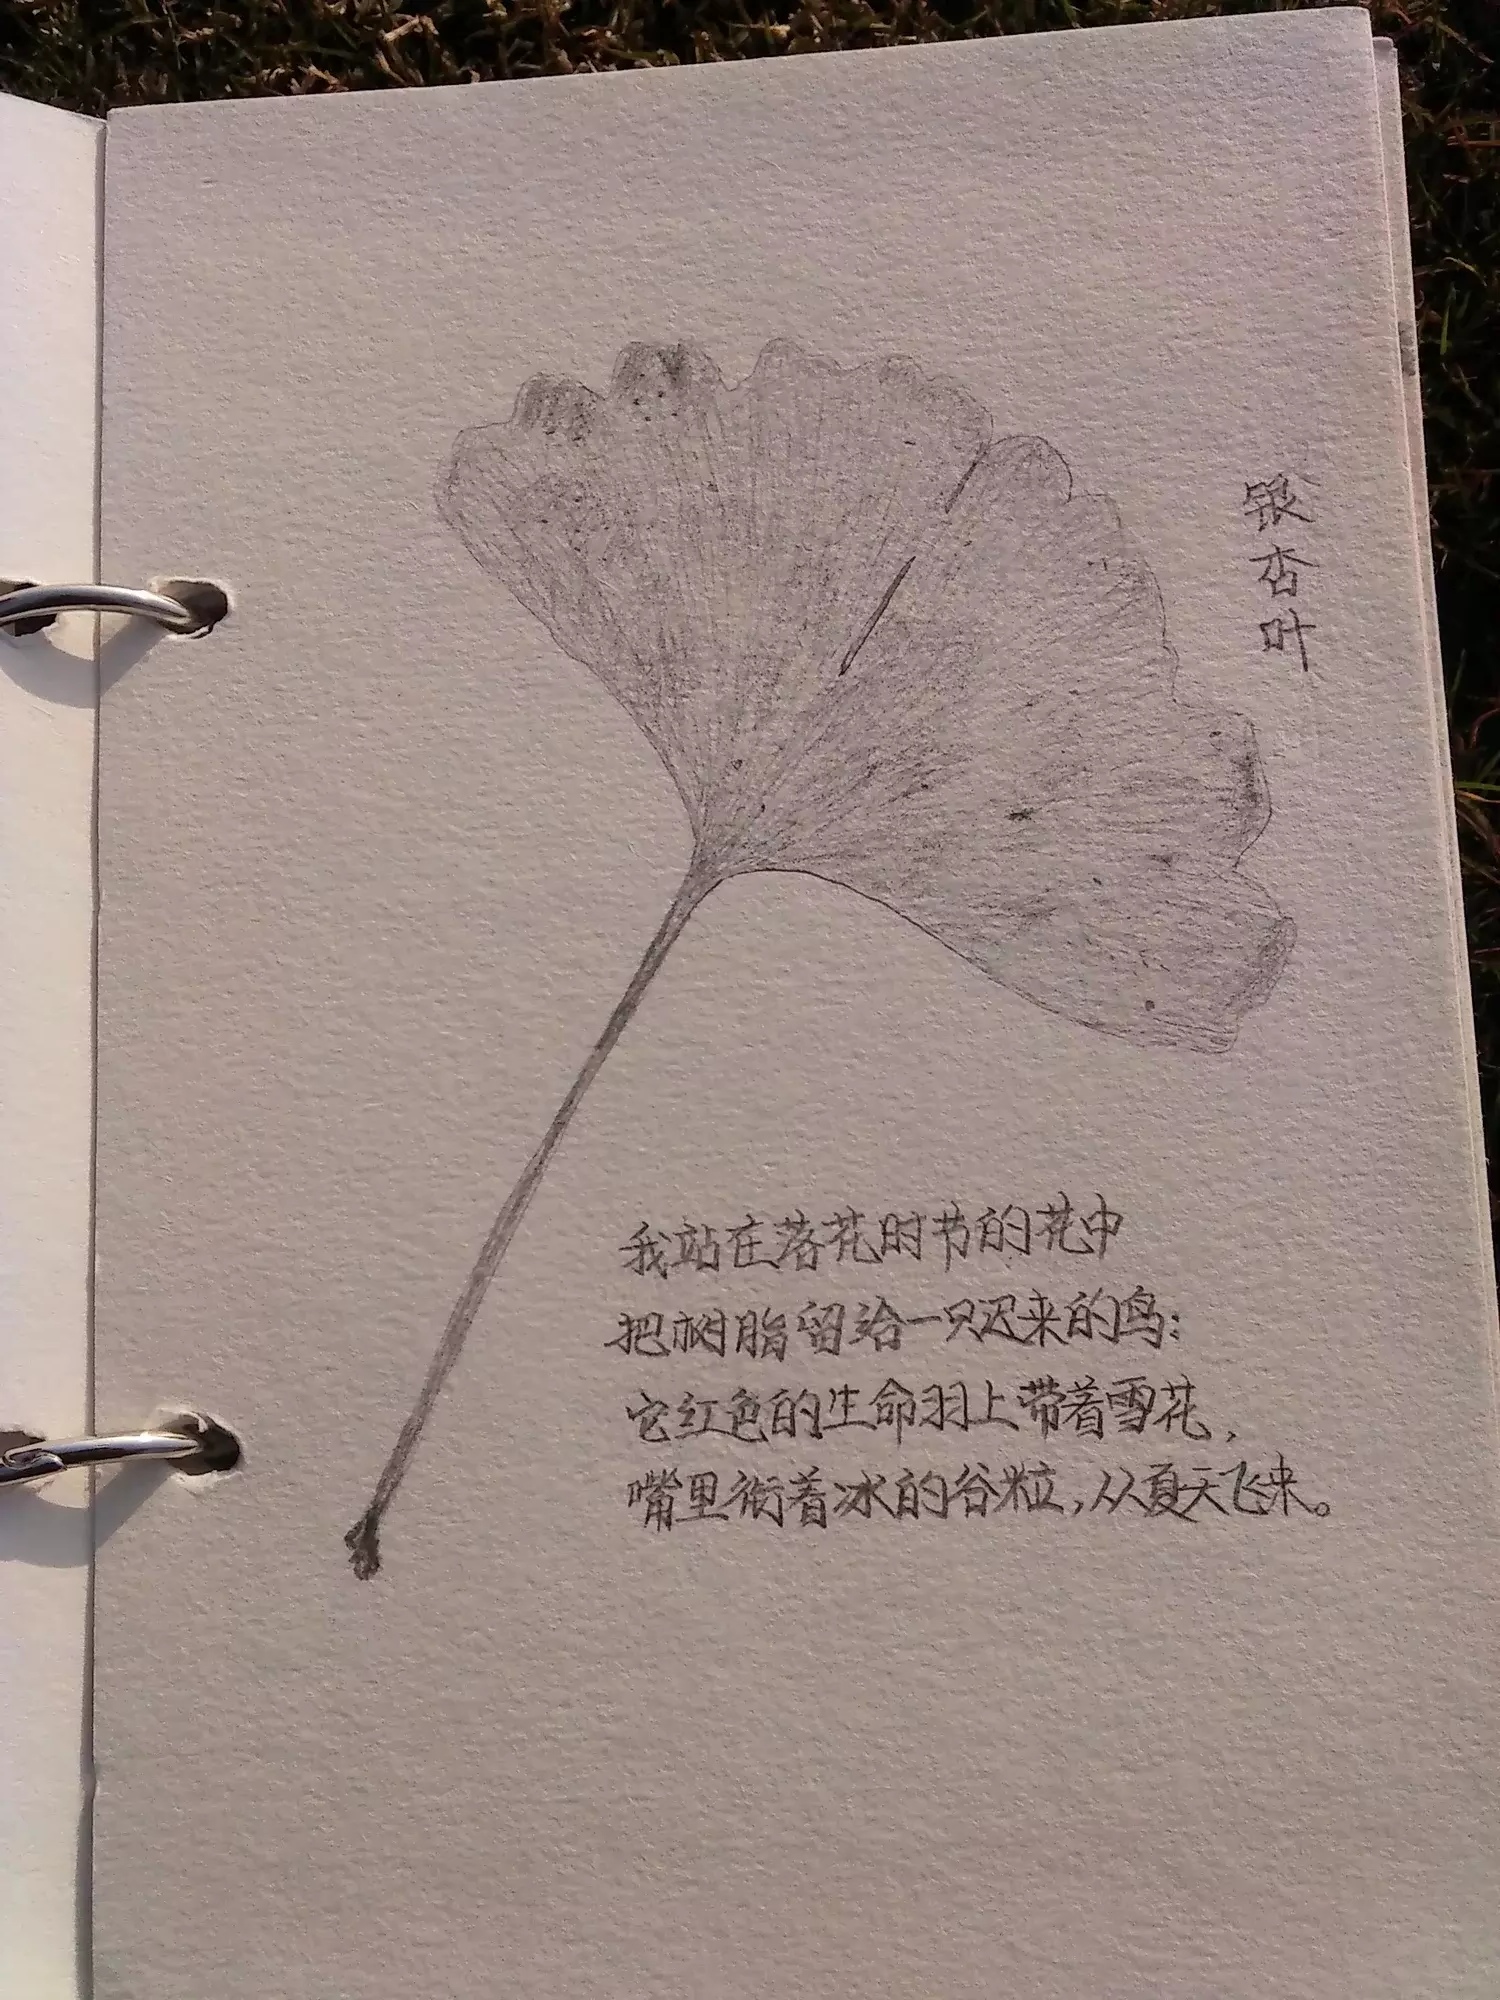 银杏叶
我站在落花时节的花中
把树脂留给一只迟来的鸟:
它红色的生命羽上带着雪花，
嘴里衔着冰的谷粒，从夏天飞来。